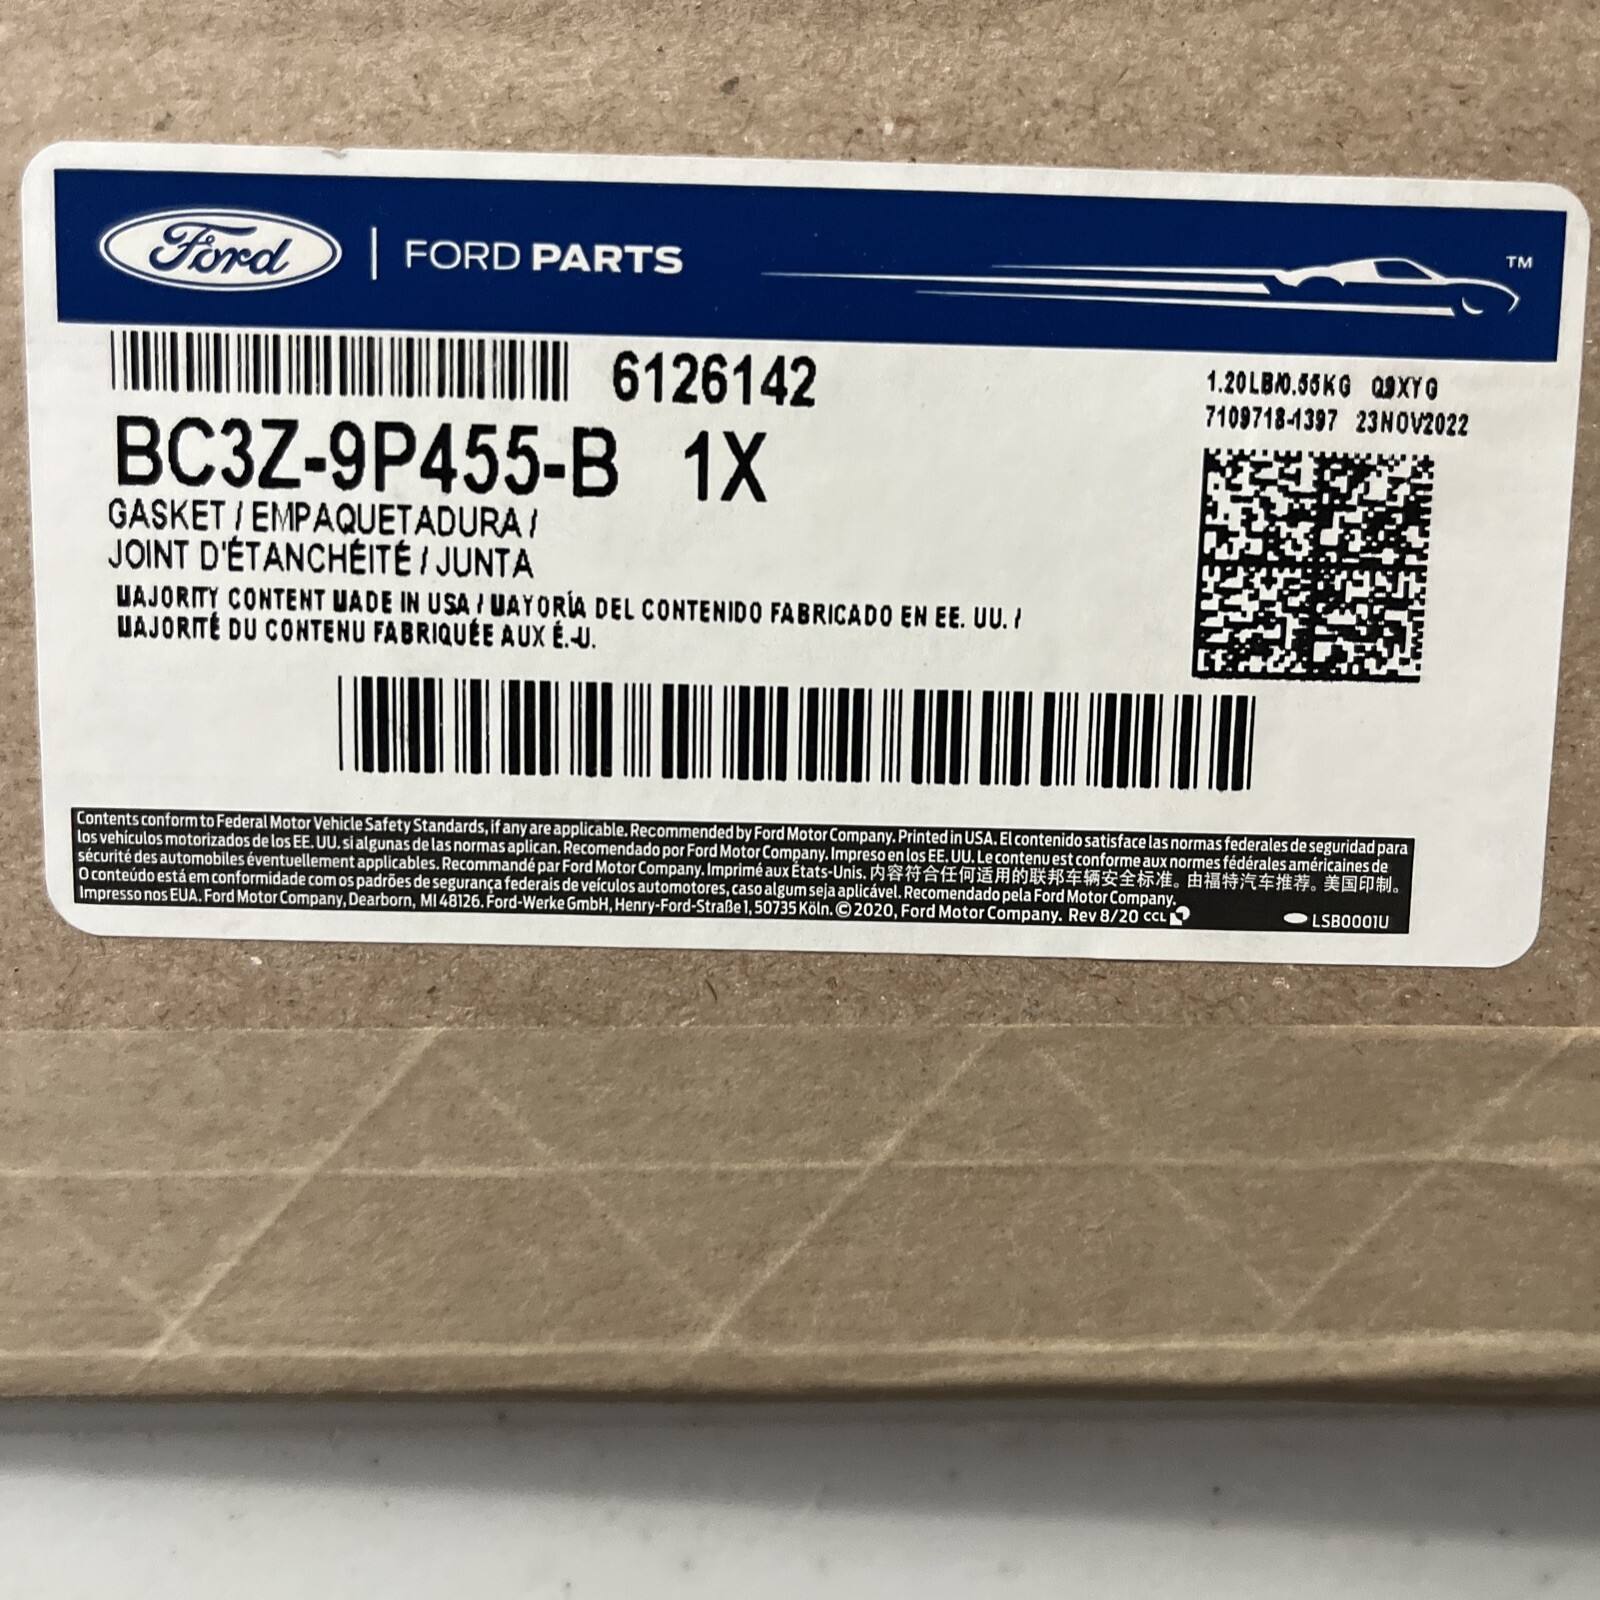 Ford | FORD PARTS ™
6126142
1.20LB/0.55KG Q9XYG
7109718-1397 23NOV2022
BC3Z-9P455-B 1X
GASKET / EMPAQUETADURA /
JOINT D'ÉTANCHÉITÉ / JUNTA
MAJORITY CONTENT MADE IN USA / MAYORÍA DEL CONTENIDO FABRICADO EN EE. UU. /
MAJORITÉ DU CONTENU FABRIQUÉE AUX É.-U.
Contents conform to Federal Motor Vehicle Safety Standards, if any are applicable. Recommended by Ford Motor Company. Printed in USA. El contenido satisface las normas federales de seguridad para
los vehículos motorizados de los EE. UU. si algunas de las normas aplican. Recomendado por Ford Motor Company. Impreso en los EE. UU. Le contenu est conforme aux normes fédérales américaines de
sécurité des automobiles éventuellement applicables. Recommandé par Ford Motor Company. Imprimé aux États-Unis. 内容符合任何适用的联邦车辆安全标准。由福特汽车推荐。美国印制。
O conteúdo está em conformidade com os padrões de segurança federais de veículos automotores, caso algum seja aplicável. Recomendado pela Ford Motor Company.
Impresso nos EUA. Ford Motor Company, Dearborn, MI 48126. Ford-Werke GmbH, Henry-Ford-Straße 1, 50735 Köln. © 2020, Ford Motor Company. Rev 8/20 CCL
LSB0001U